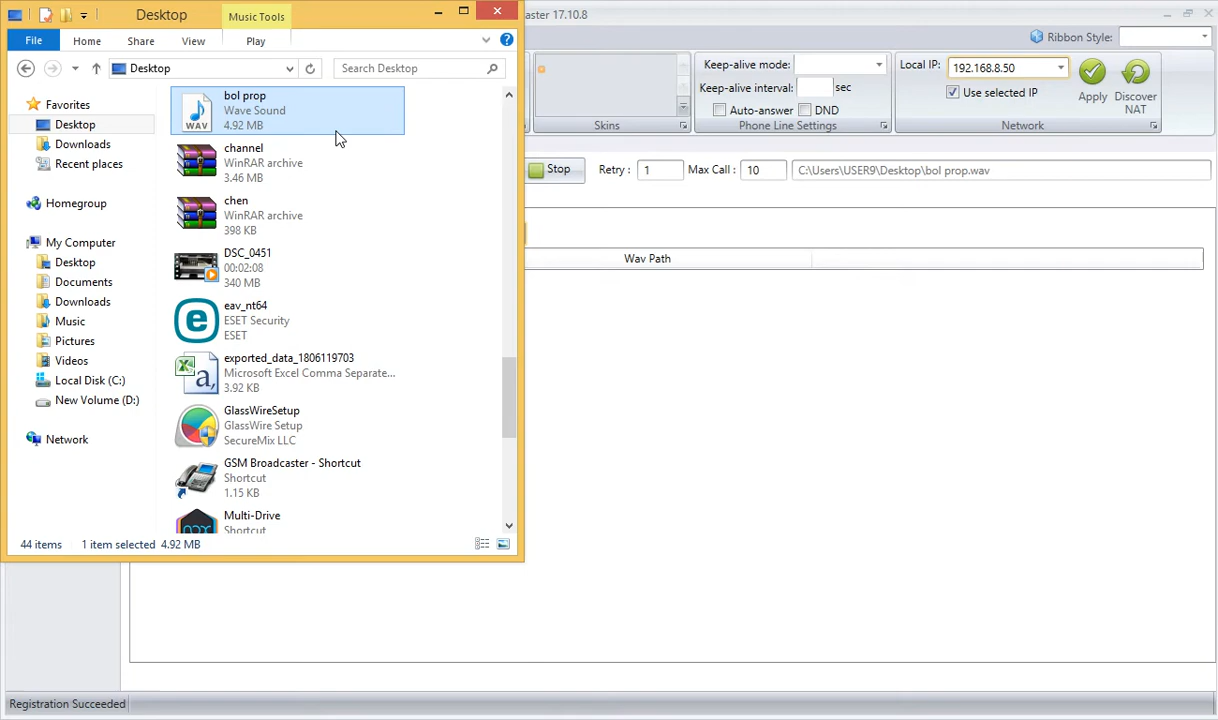 Desktop
Music Tools
File
Home
Share
View
Play
Desktop
Search Desktop
Favorites
Desktop
Downloads
Recent places
Homegroup
My Computer
Desktop
Documents
Downloads
Music
Pictures
Videos
Local Disk (C:)
New Volume (D:)
Network
bol prop
Wave Sound
4.92 MB
WAV
channel
WinRAR archive
3.46 MB
chen
WinRAR archive
398 KB
DSC_0451
00:02:08
340 MB
eav_nt64
ESET Security
ESET
exported_data_1806119703
Microsoft Excel Comma Separate...
3.92 KB
GlassWireSetup
GlassWire Setup
SecureMix LLC
GSM Broadcaster - Shortcut
Shortcut
1.15 KB
Multi-Drive
Shortcut
44 items
1 item selected 4.92 MB
aster 17.10.8
Ribbon Style:
Skins
Keep-alive mode:
Keep-alive interval:
sec
Auto-answer
DND
Phone Line Settings
Local IP:
192.168.8.50
Use selected IP
Apply
Discover
NAT
Network
Stop
Retry :
1
Max Call :
10
C:\Users\USER9\Desktop\bol prop.wav
Wav Path
Registration Succeeded